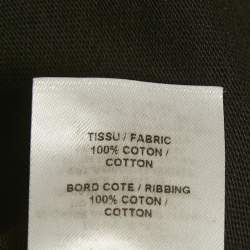 TISSU / FABRIC
100% COTON /
COTTON
BORD COTE / RIBBING
100% COTON /
COTTON